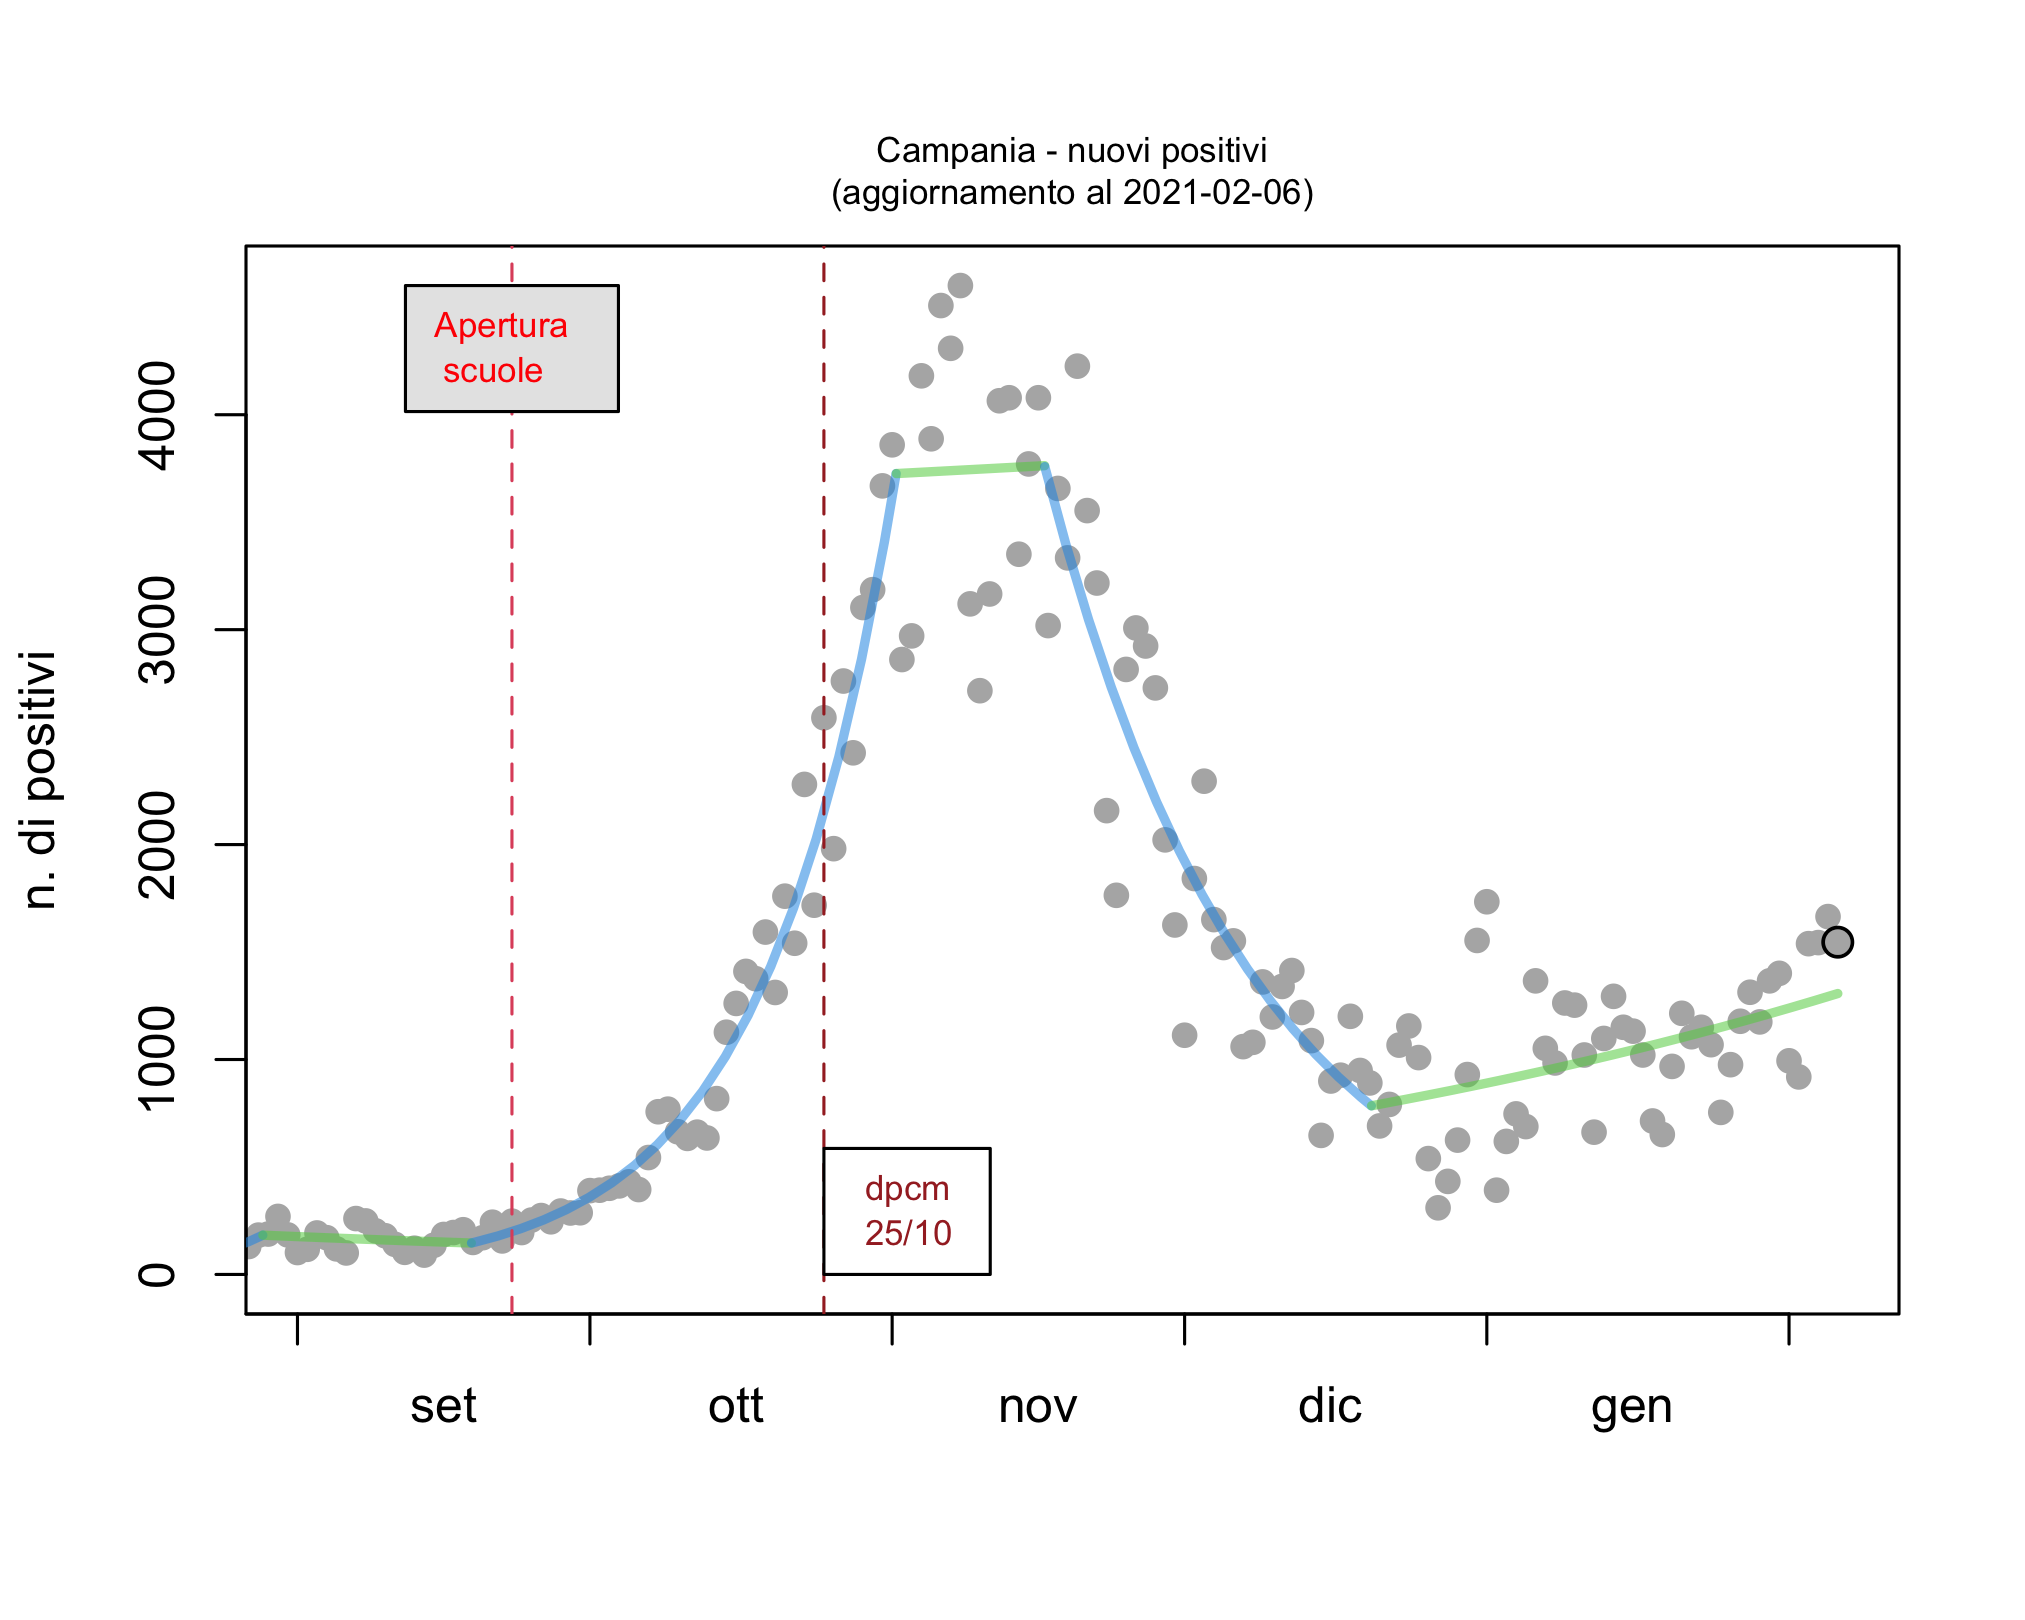 Campania - nuovi positivi
(aggiornamento al 2021-02-06)
Apertura
scuole
4000
3000
2000
1000
0
n. di positivi
dpcm
25/10
set
ott
nov
dic
gen